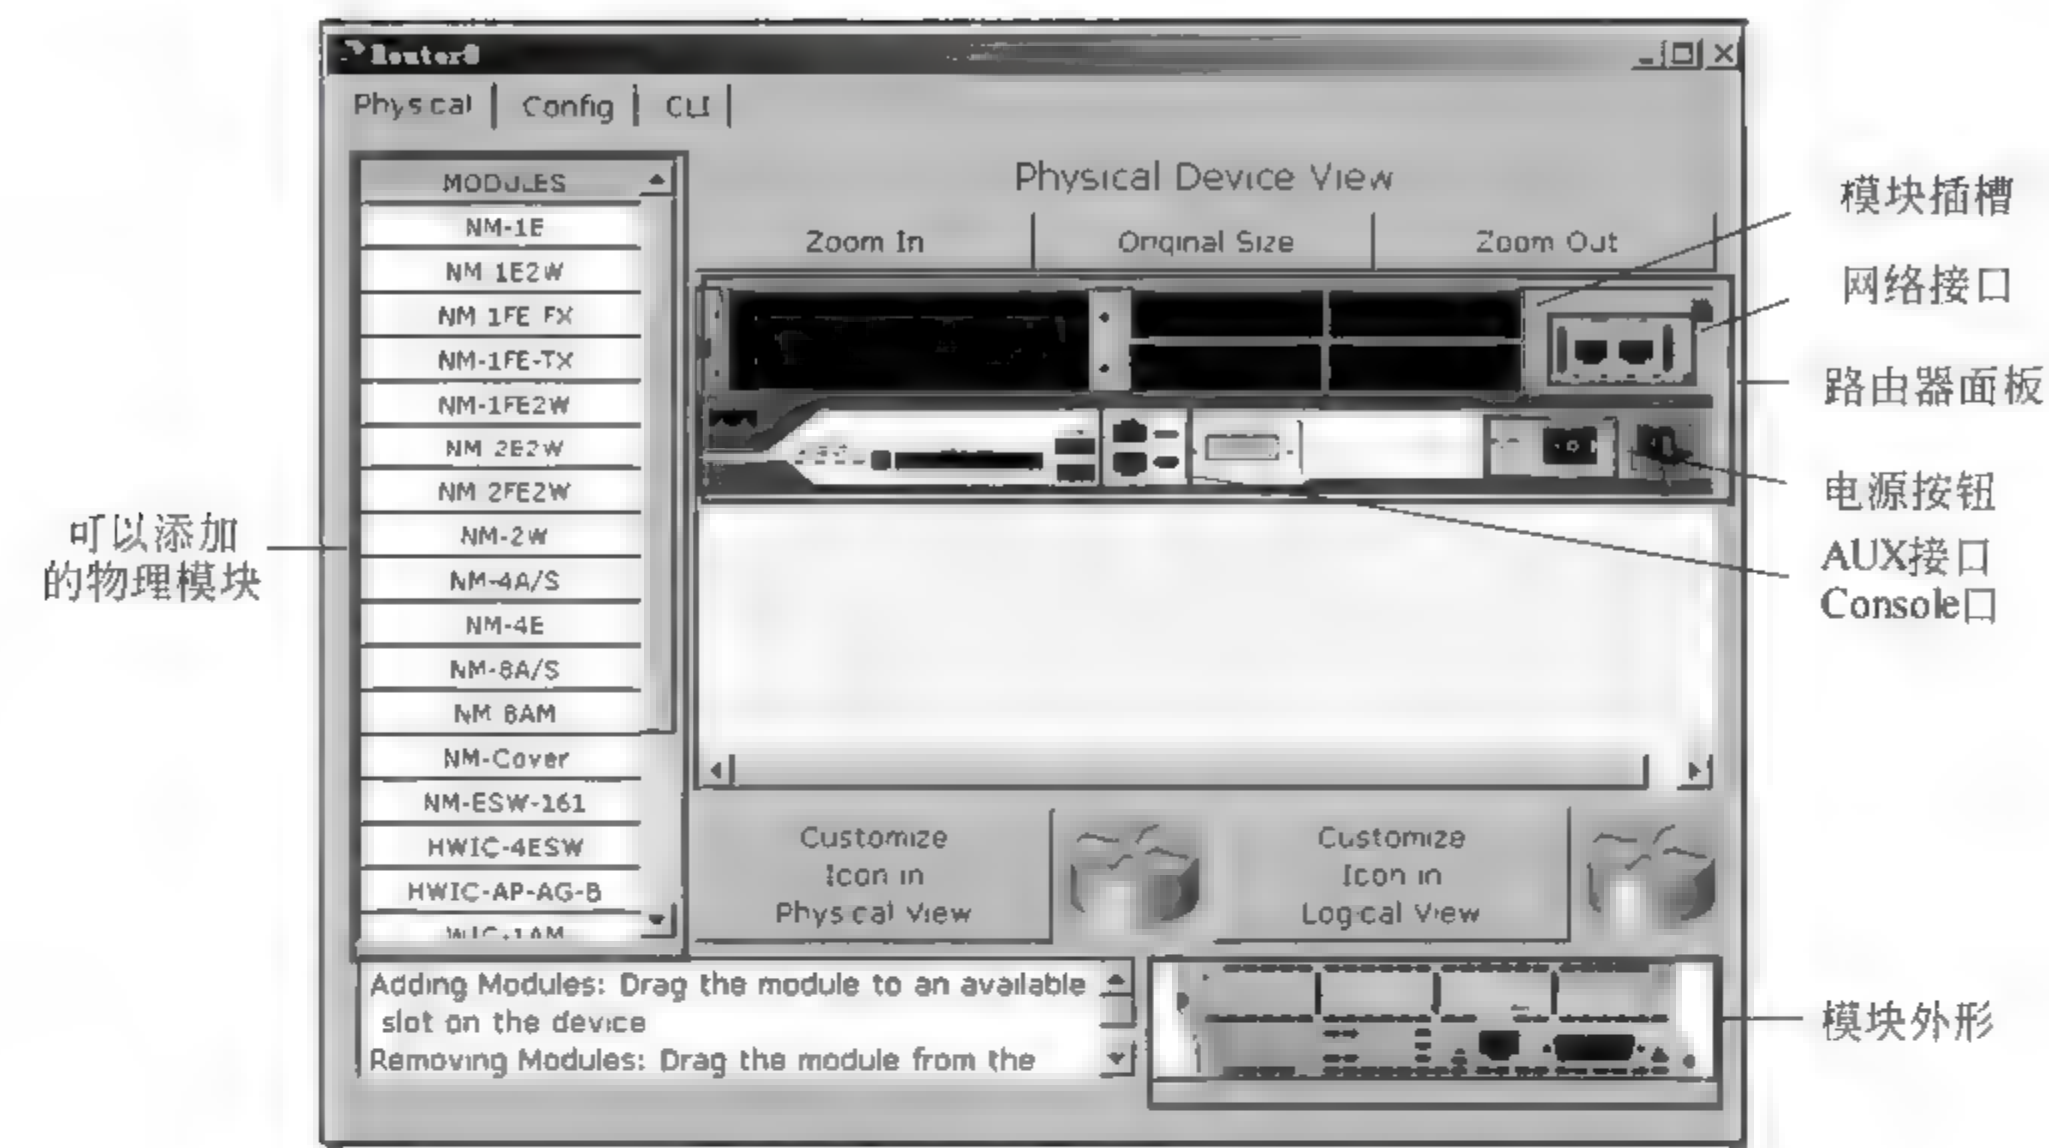 Router0
Physical Config CLI
MODULES
NM-1E
NM 1E2W
NM 1FE FX
NM-1FE-TX
NM-1FE2W
NM 2E2W
NM 2FE2W
NM-2W
NM-4A/S
NM-4E
NM-8A/S
NM 8AM
NM-Cover
NM-ESW-161
HWIC-4ESW
HWIC-AP-AG-B
WIC-1AM
Physical Device View
Zoom In Original Size Zoom Out
Customize
Icon in
Physical View
Customize
Icon in
Logical View
Adding Modules: Drag the module to an available
slot on the device
Removing Modules: Drag the module from the
可以添加
的物理模块
模块插槽
网络接口
路由器面板
电源按钮
AUX接口
Console口
模块外形